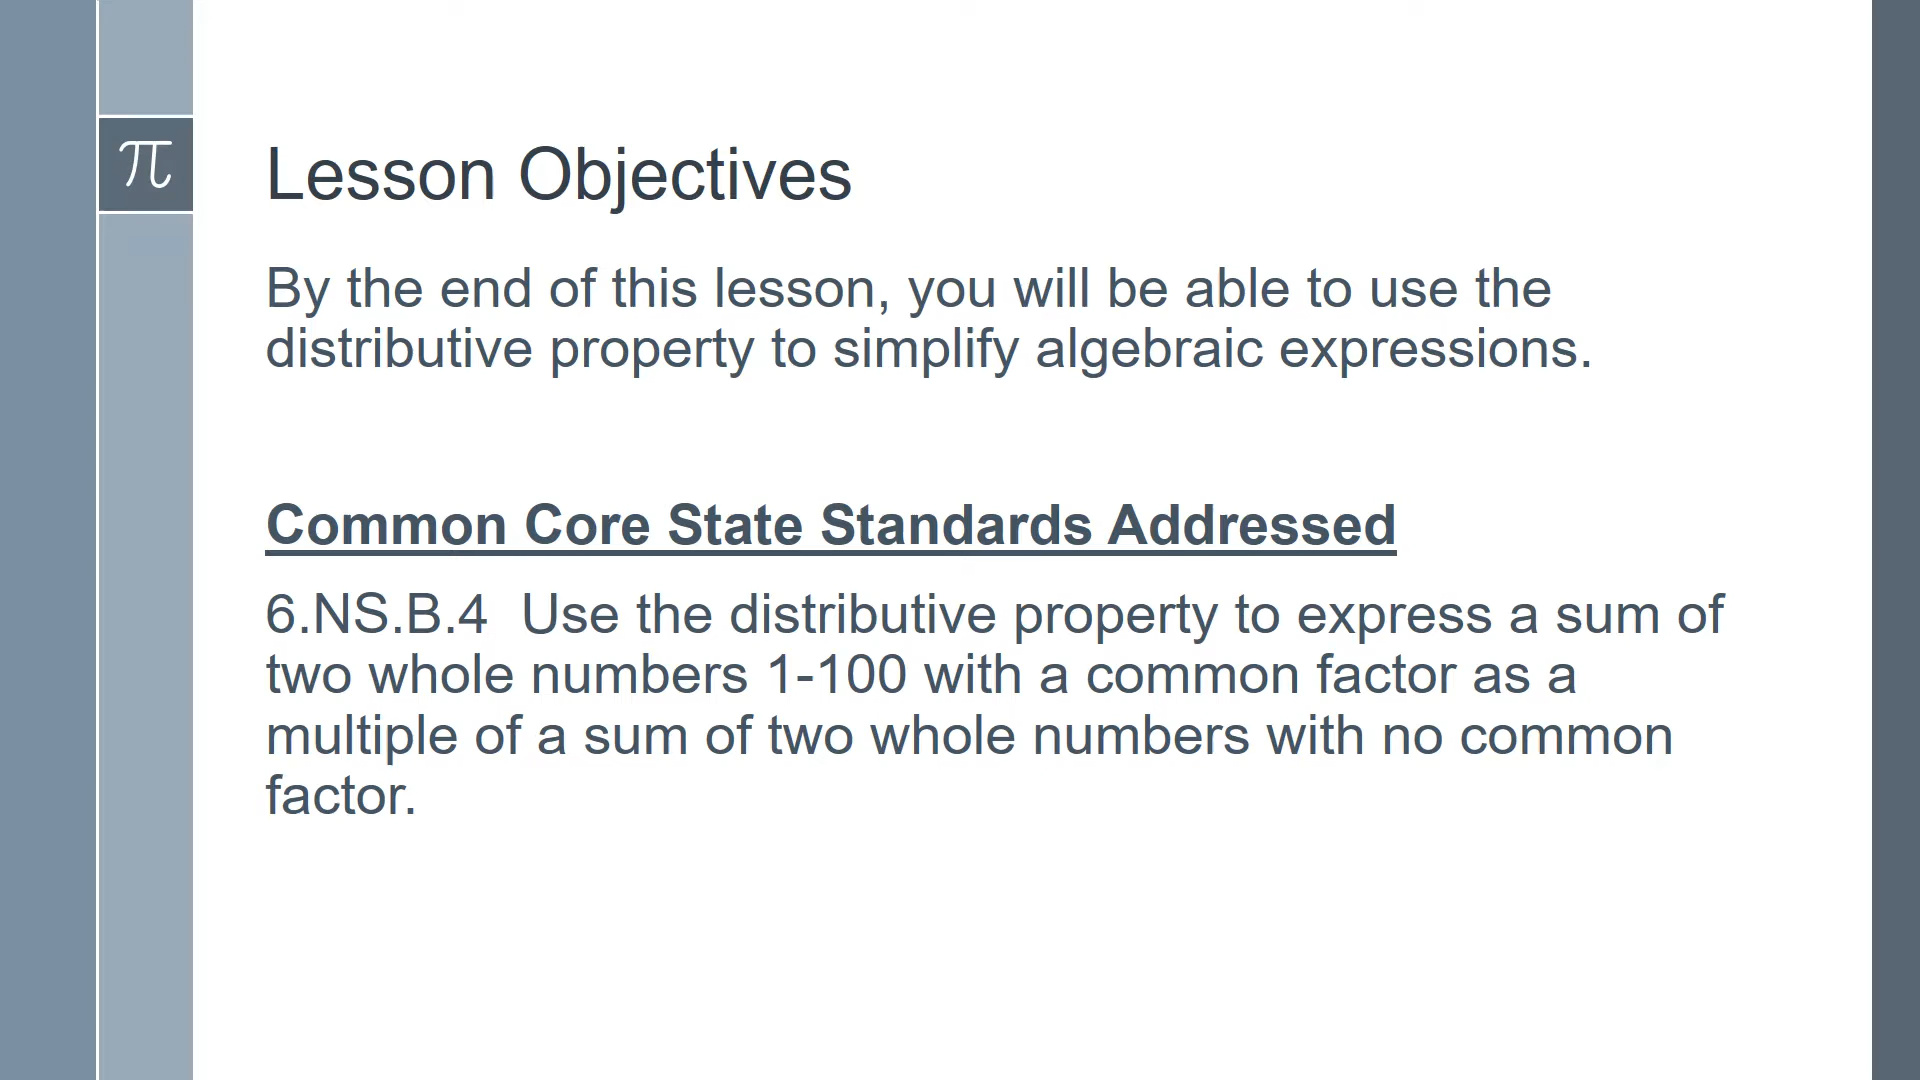 π
Lesson Objectives
By the end of this lesson, you will be able to use the
distributive property to simplify algebraic expressions.
Common Core State Standards Addressed
6.NS.B.4  Use the distributive property to express a sum of
two whole numbers 1-100 with a common factor as a
multiple of a sum of two whole numbers with no common
factor.